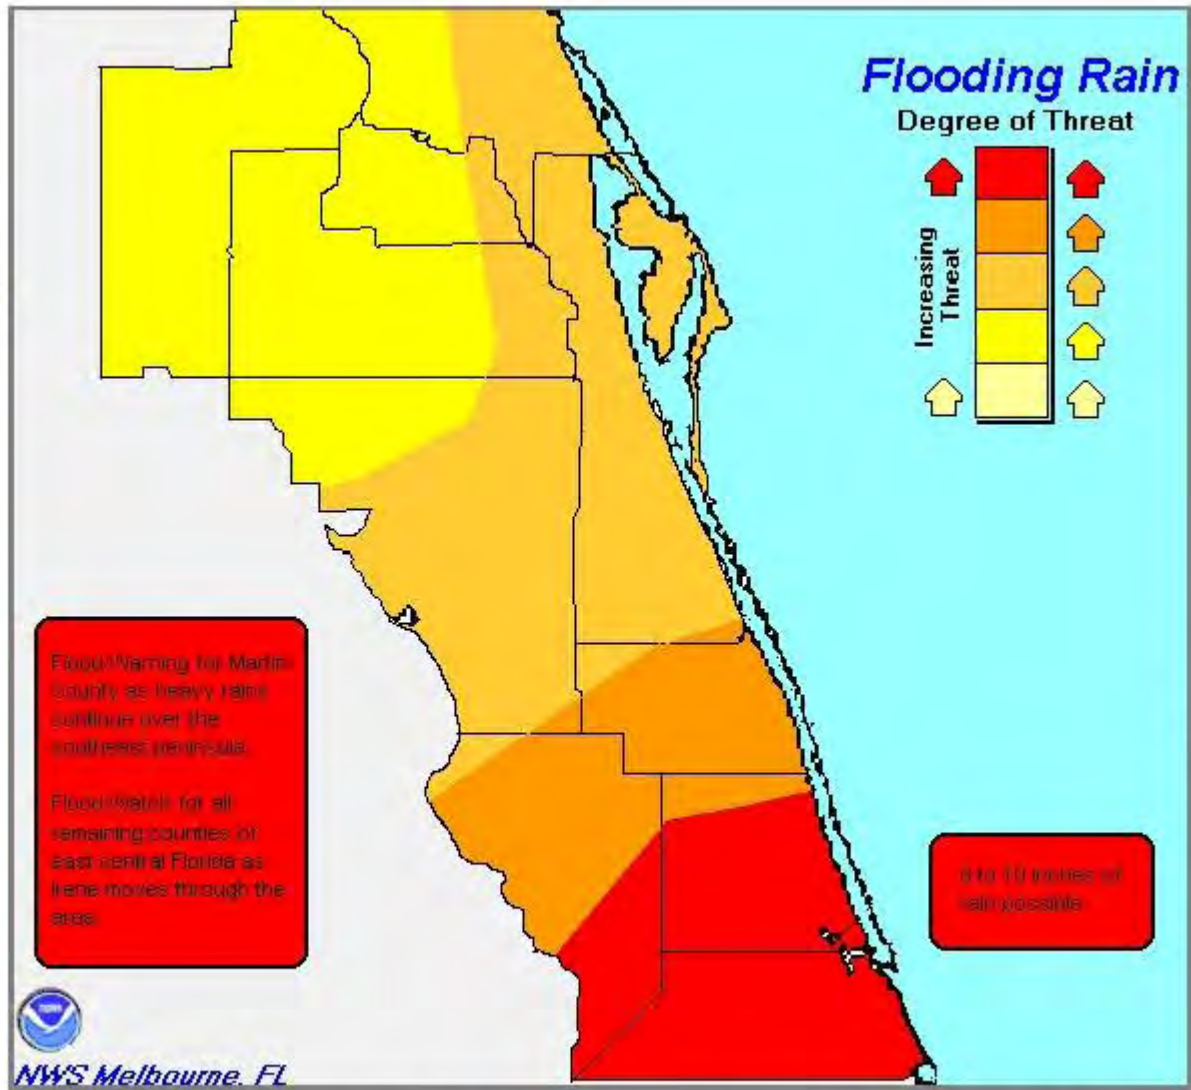 Flooding Rain
Degree of Threat
Increasing
Threat
Flood Warning for Martin
County as heavy rains
continue over the
southeast peninsula.
Flood Watch for all
remaining counties of
east central Florida as
Irene moves through the
area.
to 10 inches of
rain possible
NWS Melbourne, FL